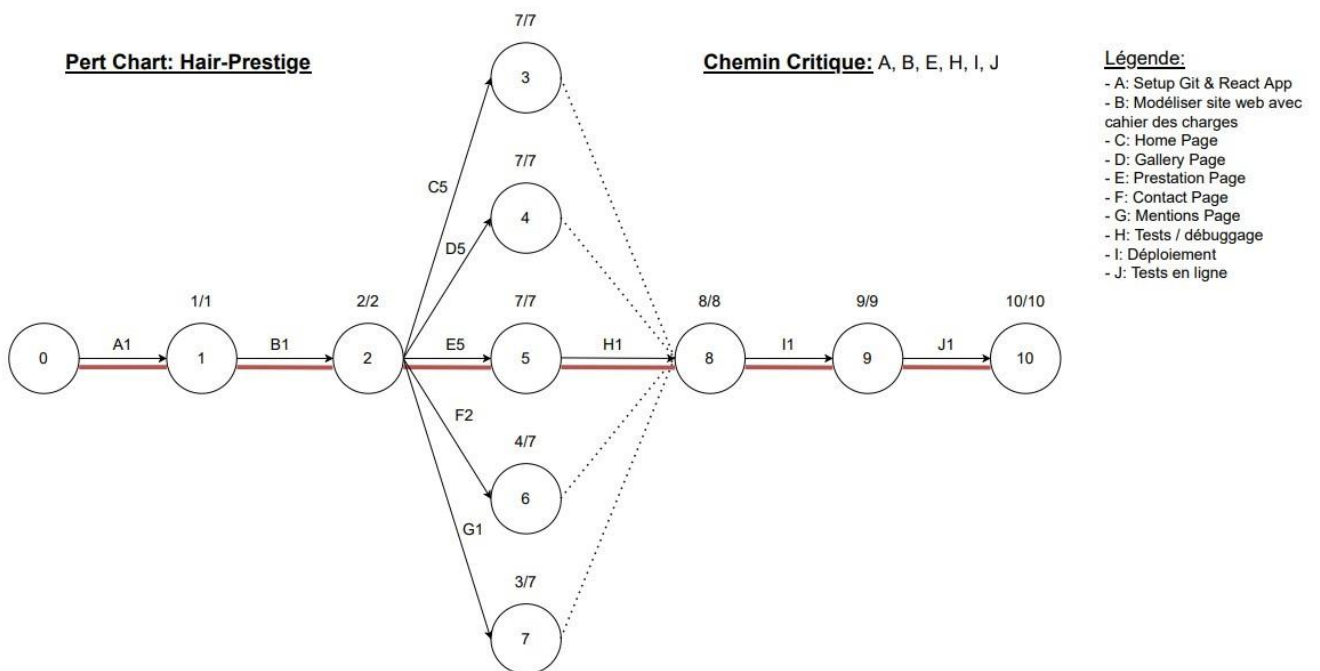 Pert Chart: Hair-Prestige
Chemin Critique: A, B, E, H, I, J
Légende:
- A: Setup Git & React App
- B: Modéliser site web avec
cahier des charges
- C: Home Page
- D: Gallery Page
- E: Prestation Page
- F: Contact Page
- G: Mentions Page
- H: Tests / débuggage
- I: Déploiement
- J: Tests en ligne
7/7
3
C5
7/7
4
D5
1/1
2/2
7/7
8/8
9/9
10/10
0
A1
1
B1
2
E5
5
H1
8
I1
9
J1
10
F2
4/7
6
G1
3/7
7